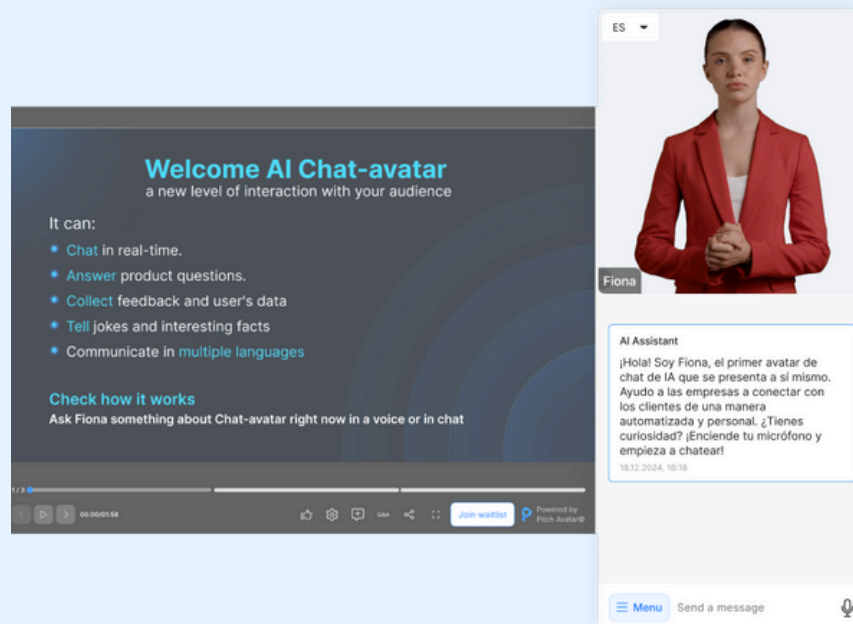 Welcome AI Chat-avatar
a new level of interaction with your audience
It can:
Chat in real-time.
Answer product questions.
Collect feedback and user's data
Tell jokes and interesting facts
Communicate in multiple languages
Check how it works
Ask Fiona something about Chat-avatar right now in a voice or in chat
1/3
00:00/01:58
Q&A
Join waitlist
Powered by
Pitch Avatar©
ES
Fiona
AI Assistant
¡Hola! Soy Fiona, el primer avatar de
chat de IA que se presenta a sí mismo.
Ayudo a las empresas a conectar con
los clientes de una manera
automatizada y personal. ¿Tienes
curiosidad? ¡Enciende tu micrófono y
empieza a chatear!
18.12.2024, 18:18
Menu
Send a message